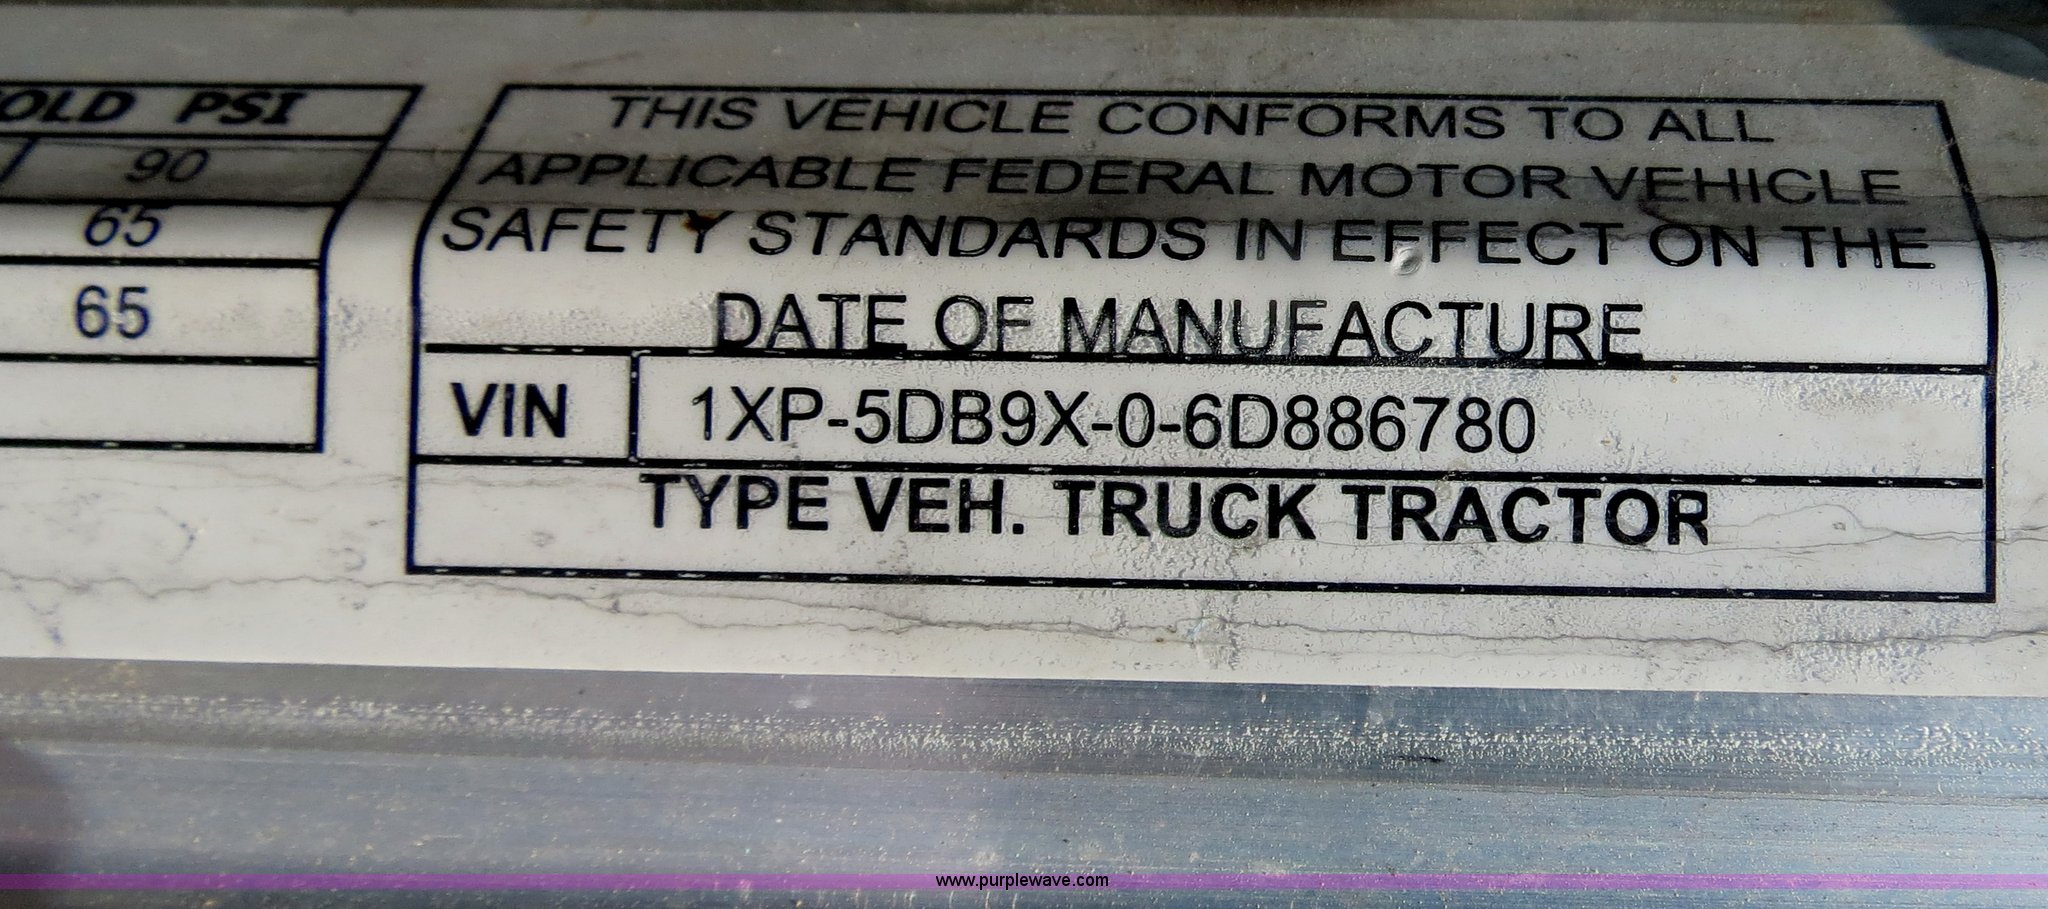 OLD PSI
90
65
65
THIS VEHICLE CONFORMS TO ALL
APPLICABLE FEDERAL MOTOR VEHICLE
SAFETY STANDARDS IN EFFECT ON THE
DATE OF MANUFACTURE
VIN 1XP-5DB9X-0-6D886780
TYPE VEH. TRUCK TRACTOR
www.purplewave.com